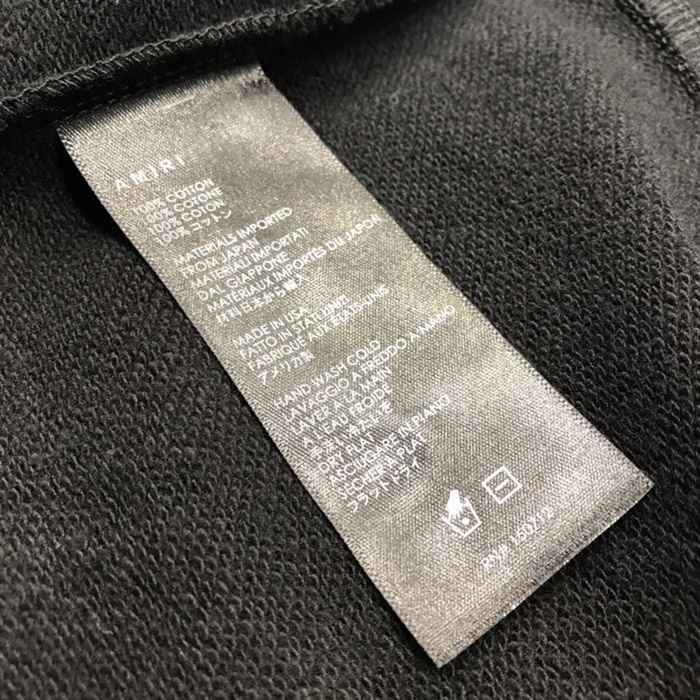 AMIRI
100% COTTON
100% COTONE
100% COTON
100% コットン
MATERIALS IMPORTED
FROM JAPAN
MATERIALI IMPORTATI
DAL GIAPPONE
MATERIAUX IMPORTÉS DU JAPON
材料日本から輸入
MADE IN USA
FATTO IN STATI UNITI
FABRIQUE AUX ÉTATS-UNIS
アメリカ製
HAND WASH COLD
LAVAGGIO A FREDDO A MANO
LAVER A LA MAIN
A L'EAU FROIDE
DRY FLAT
ASCIUGARE IN PIANO
SECHER A PLAT
フラットドライ